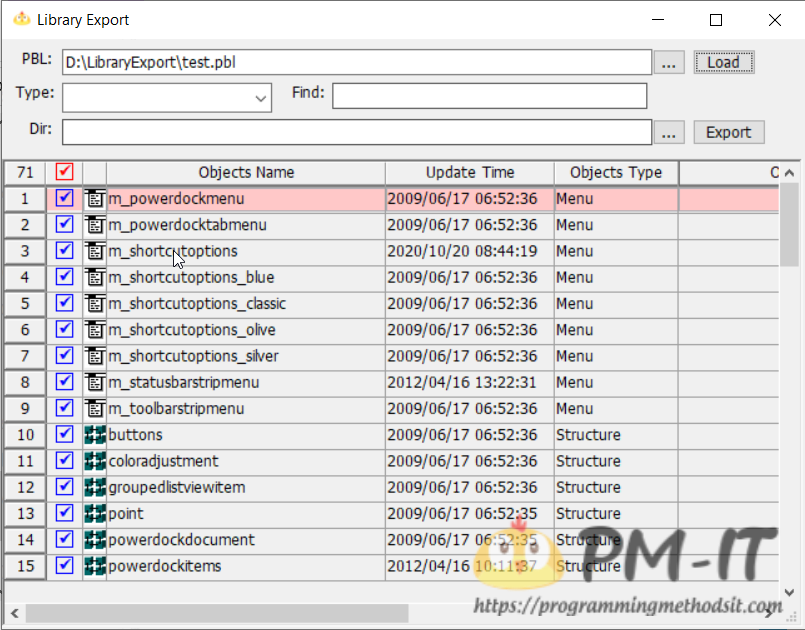 Library Export
PBL: D:\LibraryExport\test.pbl ... Load
Type: Find:
Dir: ... Export
71 Objects Name Update Time Objects Type O
1 m_powerdockmenu 2009/06/17 06:52:36 Menu
2 m_powerdocktabmenu 2009/06/17 06:52:36 Menu
3 m_shortcutoptions 2020/10/20 08:44:19 Menu
4 m_shortcutoptions_blue 2009/06/17 06:52:36 Menu
5 m_shortcutoptions_classic 2009/06/17 06:52:36 Menu
6 m_shortcutoptions_olive 2009/06/17 06:52:36 Menu
7 m_shortcutoptions_silver 2009/06/17 06:52:36 Menu
8 m_statusbarstripmenu 2012/04/16 13:22:31 Menu
9 m_toolbarstripmenu 2009/06/17 06:52:36 Menu
10 buttons 2009/06/17 06:52:36 Structure
11 coloradjustment 2009/06/17 06:52:36 Structure
12 groupedlistviewitem 2009/06/17 06:52:36 Structure
13 point 2009/06/17 06:52:35 Structure
14 powerdockdocument 2009/06/17 06:52:35 Structure
15 powerdockitems 2012/04/16 10:11:37 Structure
PM-IT
https://programmingmethodsit.com